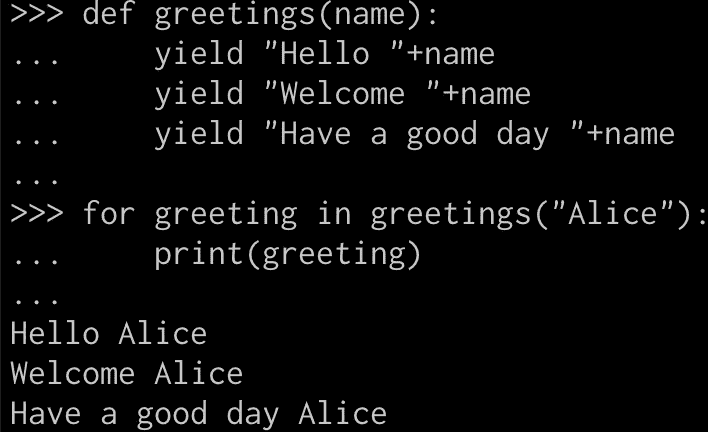 >>> def greetings(name):
...     yield "Hello "+name
...     yield "Welcome "+name
...     yield "Have a good day "+name
...
>>> for greeting in greetings("Alice"):
...     print(greeting)
...
Hello Alice
Welcome Alice
Have a good day Alice